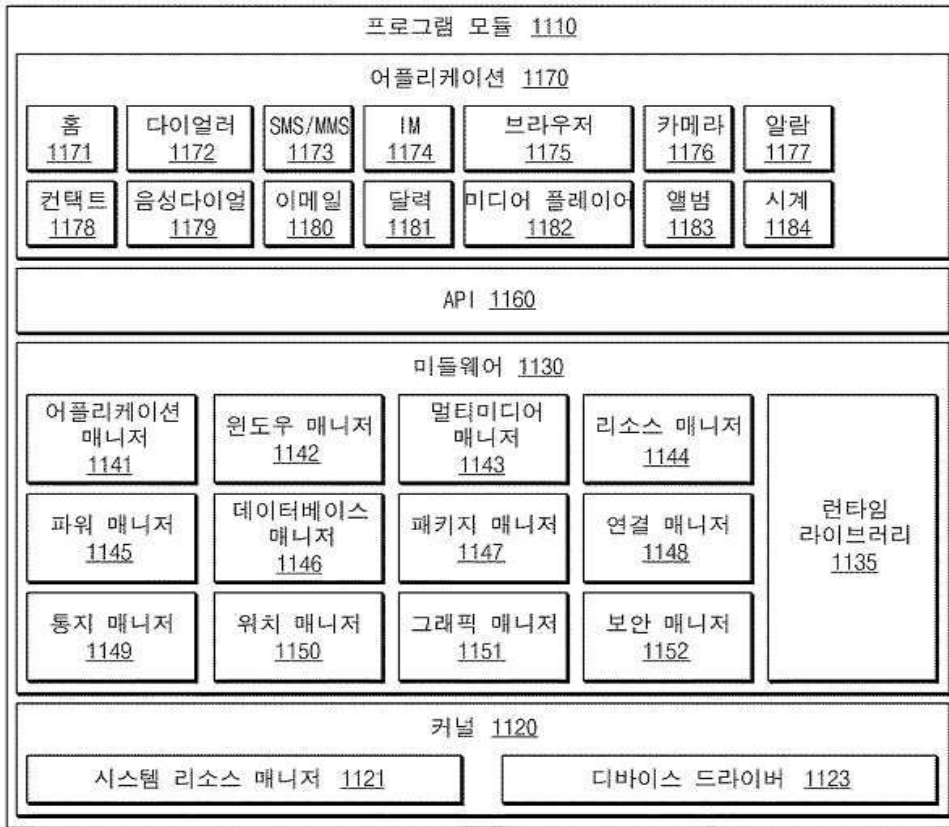 프로그램 모듈 1110
어플리케이션 1170
홈
1171
다이얼러
1172
SMS/MMS
1173
IM
1174
브라우저
1175
카메라
1176
알람
1177
컨택트
1178
음성다이얼
1179
이메일
1180
달력
1181
미디어 플레이어
1182
앨범
1183
시계
1184
API 1160
미들웨어 1130
어플리케이션
매니저
1141
윈도우 매니저
1142
멀티미디어
매니저
1143
리소스 매니저
1144
파워 매니저
1145
데이터베이스
매니저
1146
패키지 매니저
1147
연결 매니저
1148
통지 매니저
1149
위치 매니저
1150
그래픽 매니저
1151
보안 매니저
1152
런타임
라이브러리
1135
커널 1120
시스템 리소스 매니저 1121
디바이스 드라이버 1123